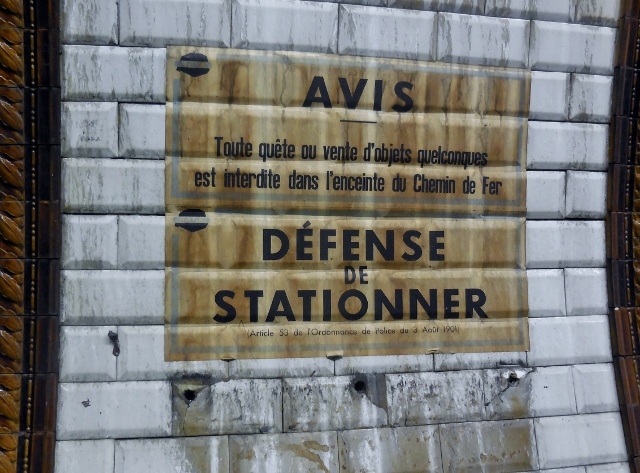 AVIS
Toute quête ou vente d'objets quelconques
est interdite dans l'enceinte du Chemin de Fer
DÉFENSE
DE
STATIONNER
(Article 53 de l'Ordonnance de Police du 3 Août 1901)